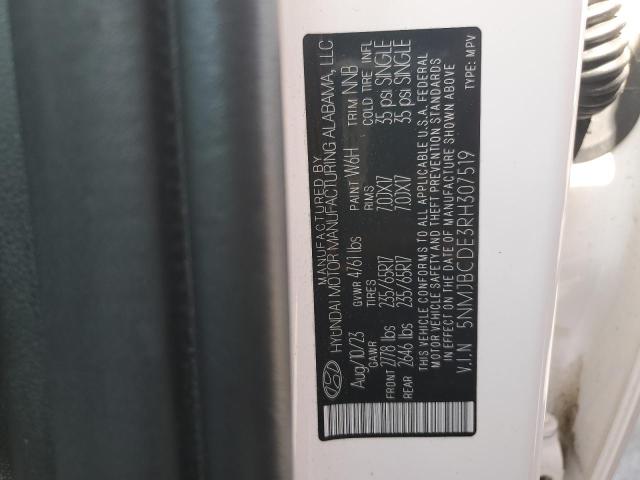 MANUFACTURED BY
HYUNDAI MOTOR MANUFACTURING ALABAMA, LLC
Aug/10/23 GVWR 4761 lbs PAINT W6H TRIM NNB
GAWR TIRES RIMS COLD TIRE INFL
FRONT 2778 lbs 235/65R17 7.0JX17 35 psi SINGLE
REAR 2646 lbs 235/65R17 7.0JX17 35 psi SINGLE
THIS VEHICLE CONFORMS TO ALL APPLICABLE U.S.A. FEDERAL
MOTOR VEHICLE SAFETY AND THEFT PREVENTION STANDARDS
IN EFFECT ON THE DATE OF MANUFACTURE SHOWN ABOVE
V.I.N 5NMJBCDE3RH307519 TYPE: MPV